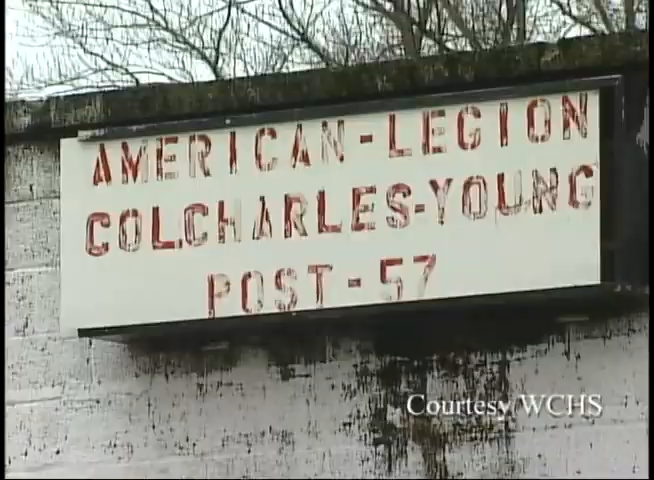 AMERICAN-LEGION
COLCHARLES-YOUNG
POST-57
Courtesy WCHS